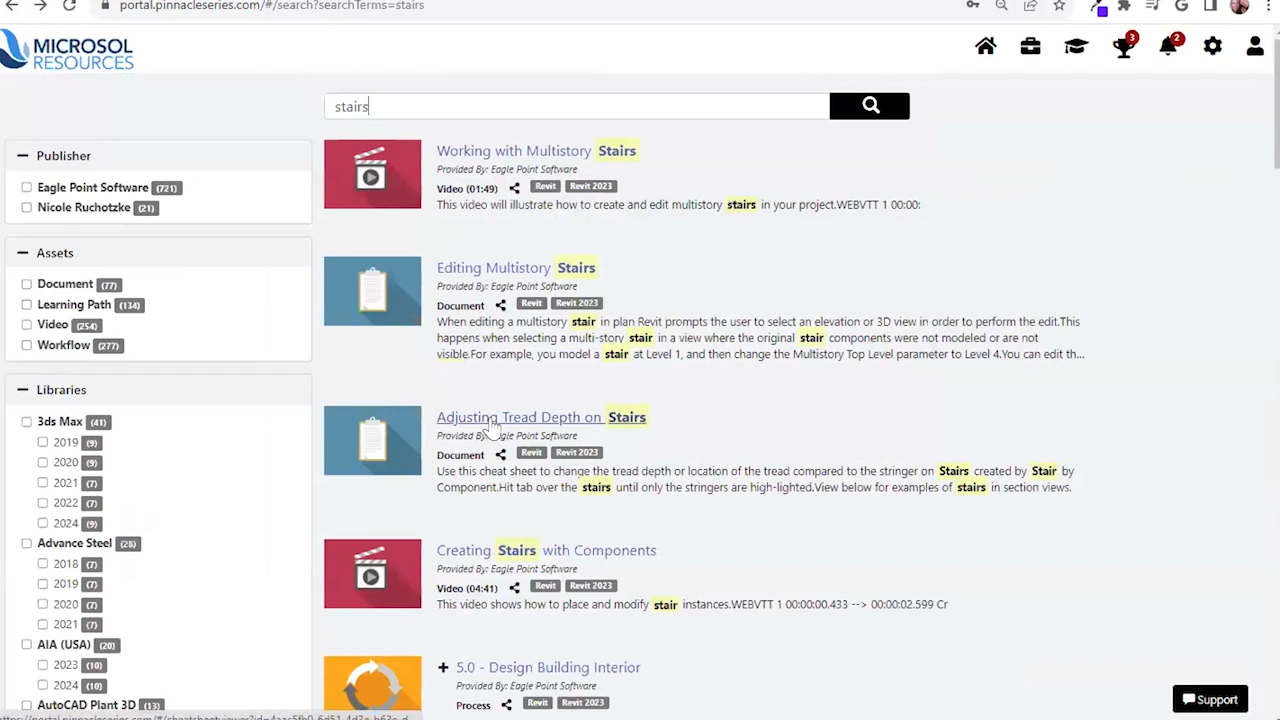 portal.pinnacleseries.com/#/search?searchTerms=stairs
MICROSOL
RESOURCES
3
2
stairs
Publisher
Eagle Point Software (721)
Nicole Ruchotzke (21)
Assets
Document (77)
Learning Path (134)
Video (254)
Workflow (277)
Libraries
3ds Max (41)
2019 (9)
2020 (9)
2021 (7)
2022 (7)
2024 (9)
Advance Steel (28)
2018 (7)
2019 (7)
2020 (7)
2021 (7)
AIA (USA) (20)
2023 (10)
2024 (10)
AutoCAD Plant 3D (13)
Working with Multistory Stairs
Provided By: Eagle Point Software
Video (01:49) Revit Revit 2023
This video will illustrate how to create and edit multistory stairs in your project.WEBVTT 1 00:00:
Editing Multistory Stairs
Provided By: Eagle Point Software
Document Revit Revit 2023
When editing a multistory stair in plan Revit prompts the user to select an elevation or 3D view in order to perform the edit.This
happens when selecting a multi-story stair in a view where the original stair components were not modeled or are not
visible.For example, you model a stair at Level 1, and then change the Multistory Top Level parameter to Level 4.You can edit th...
Adjusting Tread Depth on Stairs
Provided By: Eagle Point Software
Document Revit Revit 2023
Use this cheat sheet to change the tread depth or location of the tread compared to the stringer on Stairs created by Stair by
Component.Hit tab over the stairs until only the stringers are high-lighted.View below for examples of stairs in section views.
Creating Stairs with Components
Provided By: Eagle Point Software
Video (04:41) Revit Revit 2023
This video shows how to place and modify stair instances.WEBVTT 1 00:00:00.433 --> 00:00:02.599 Cr
5.0 - Design Building Interior
Provided By: Eagle Point Software
Process Revit Revit 2023
Support